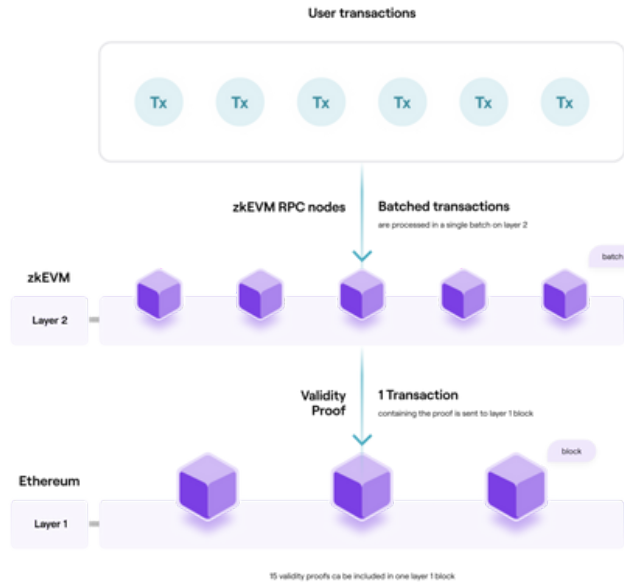 User transactions
Tx Tx Tx Tx Tx Tx
zkEVM RPC nodes
Batched transactions
are processed in a single batch on layer 2
batch
zkEVM
Layer 2
Validity
Proof
1 Transaction
containing the proof is sent to layer 1 block
block
Ethereum
Layer 1
15 validity proofs ca be included in one layer 1 block